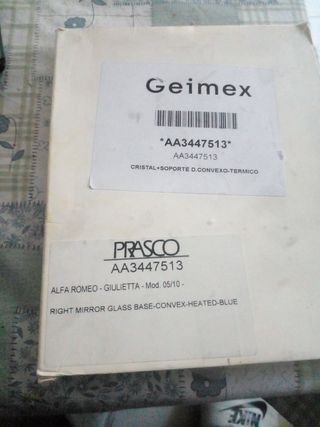 Geimex
*AA3447513*
AA3447513
CRISTAL+SOPORTE D.CONVEXO-TERMICO
PRASCO
AA3447513
ALFA ROMEO - GIULIETTA - Mod. 05/10 -
RIGHT MIRROR GLASS BASE-CONVEX-HEATED-BLUE
NIKE